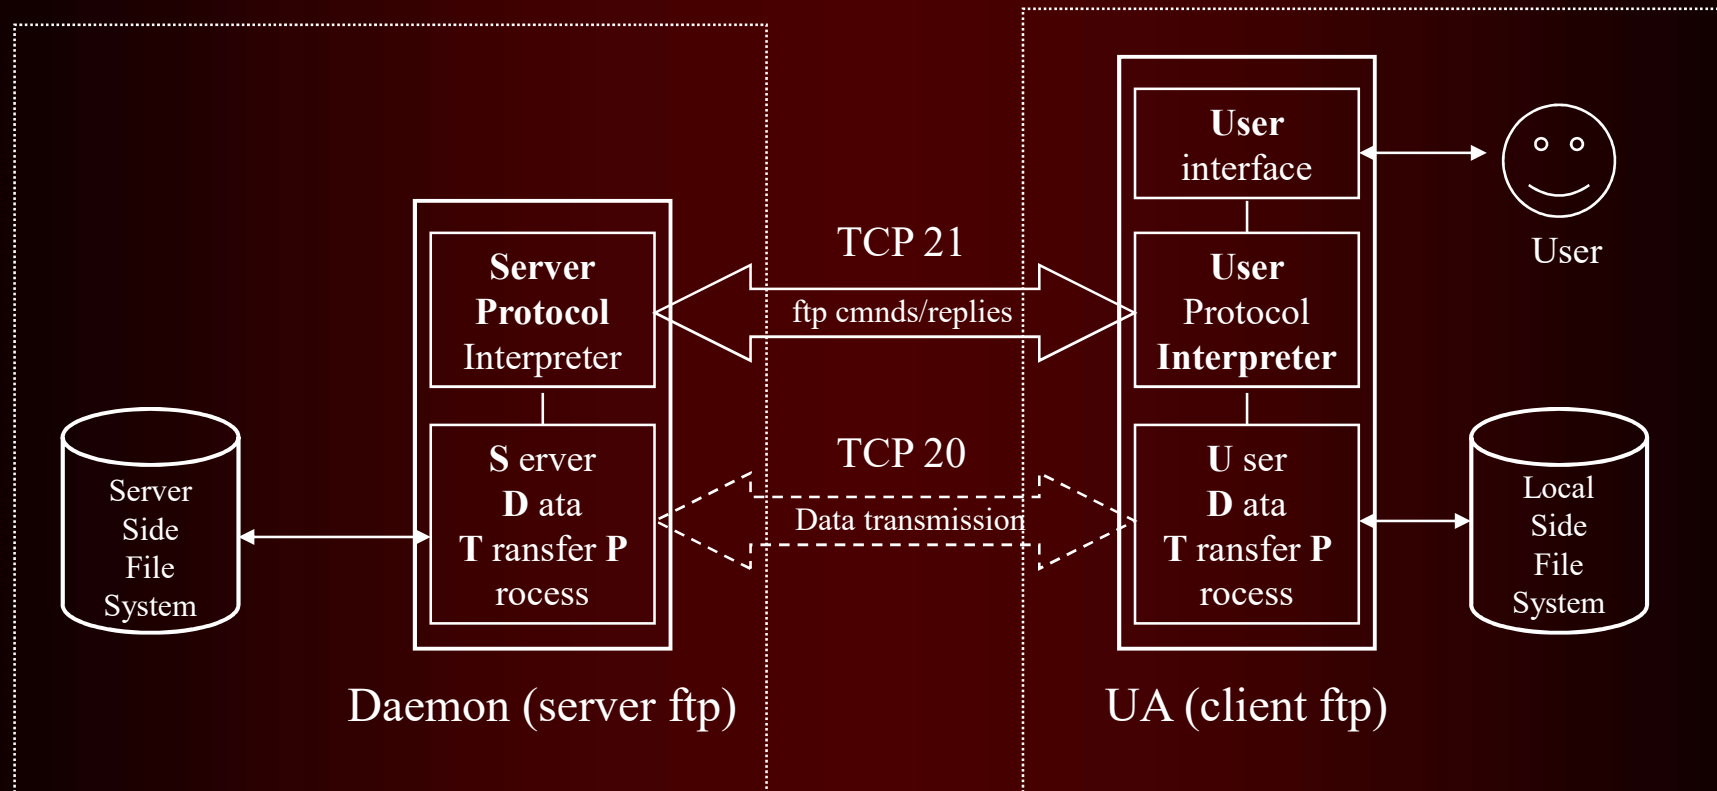 User
interface
User
TCP 21
Server
Protocol
Interpreter
ftp cmnds/replies
User
Protocol
Interpreter
Server
Side
File
System
S erver
D ata
T ransfer P
rocess
TCP 20
Data transmission
U ser
D ata
T ransfer P
rocess
Local
Side
File
System
Daemon (server ftp)
UA (client ftp)